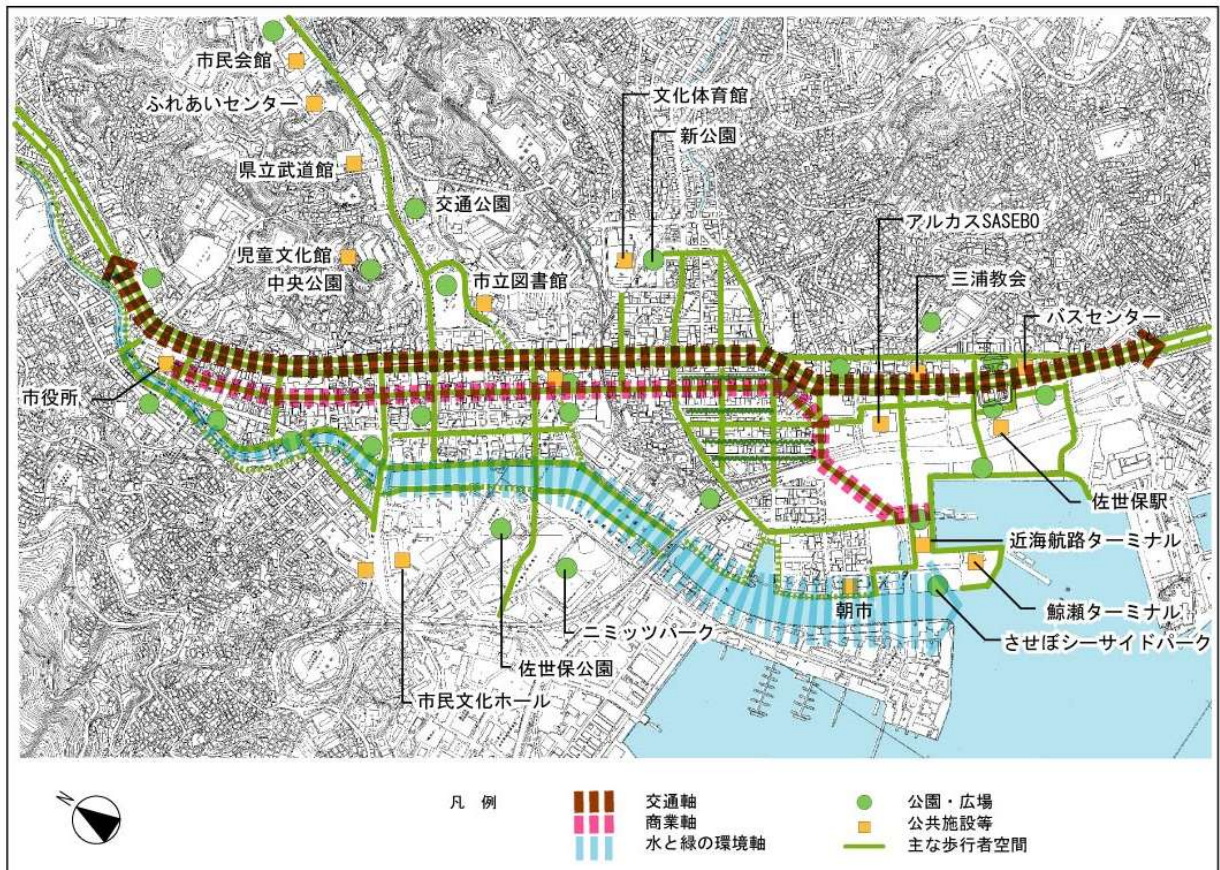 市民会館
ふれあいセンター
文化体育館
新公園
県立武道館
交通公園
アルカスSASEBO
児童文化館
中央公園
市立図書館
三浦教会
バスセンター
市役所
佐世保駅
近海航路ターミナル
朝市
鯨瀬ターミナル
ニミッツパーク
させぼシーサイドパーク
佐世保公園
市民文化ホール
N
凡 例
交通軸
公園・広場
商業軸
公共施設等
水と緑の環境軸
主な歩行者空間